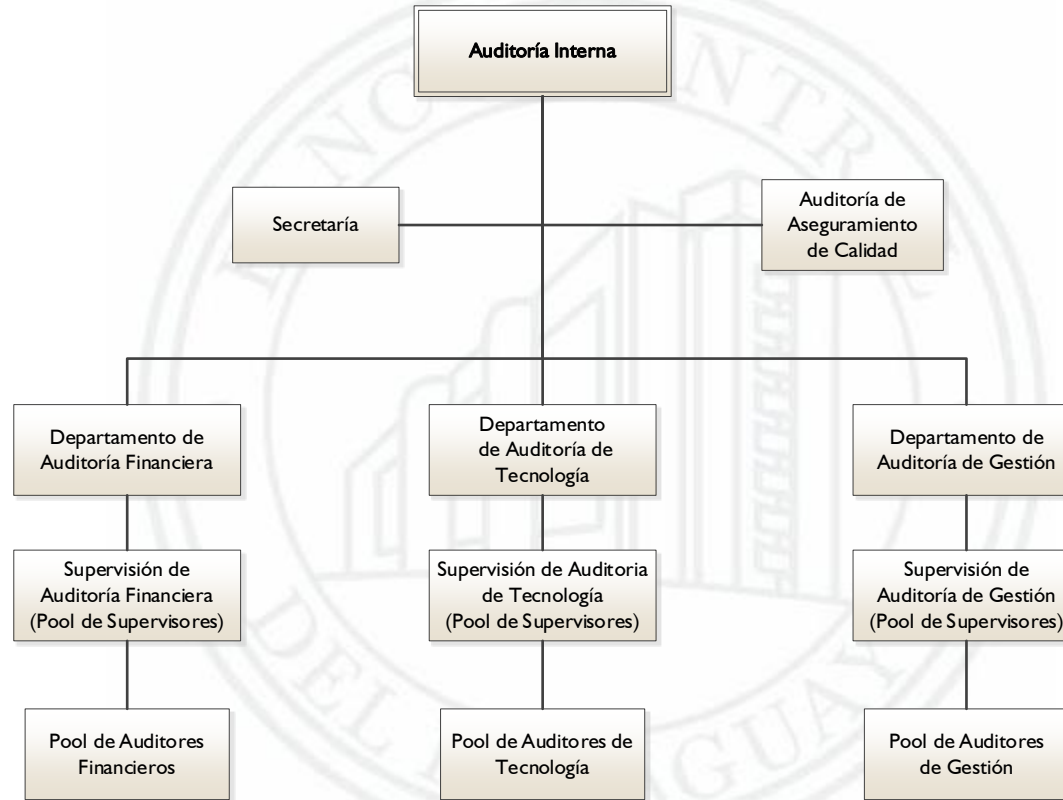 Auditoría Interna
Secretaría
Auditoría de
Aseguramiento
de Calidad
Departamento de
Auditoría Financiera
Departamento
de Auditoría de
Tecnología
Departamento de
Auditoría de Gestión
Supervisión de
Auditoría Financiera
(Pool de Supervisores)
Supervisión de Auditoria
de Tecnología
(Pool de Supervisores)
Supervisión de
Auditoría de Gestión
(Pool de Supervisores)
Pool de Auditores
Financieros
Pool de Auditores de
Tecnología
Pool de Auditores
de Gestión
DEL